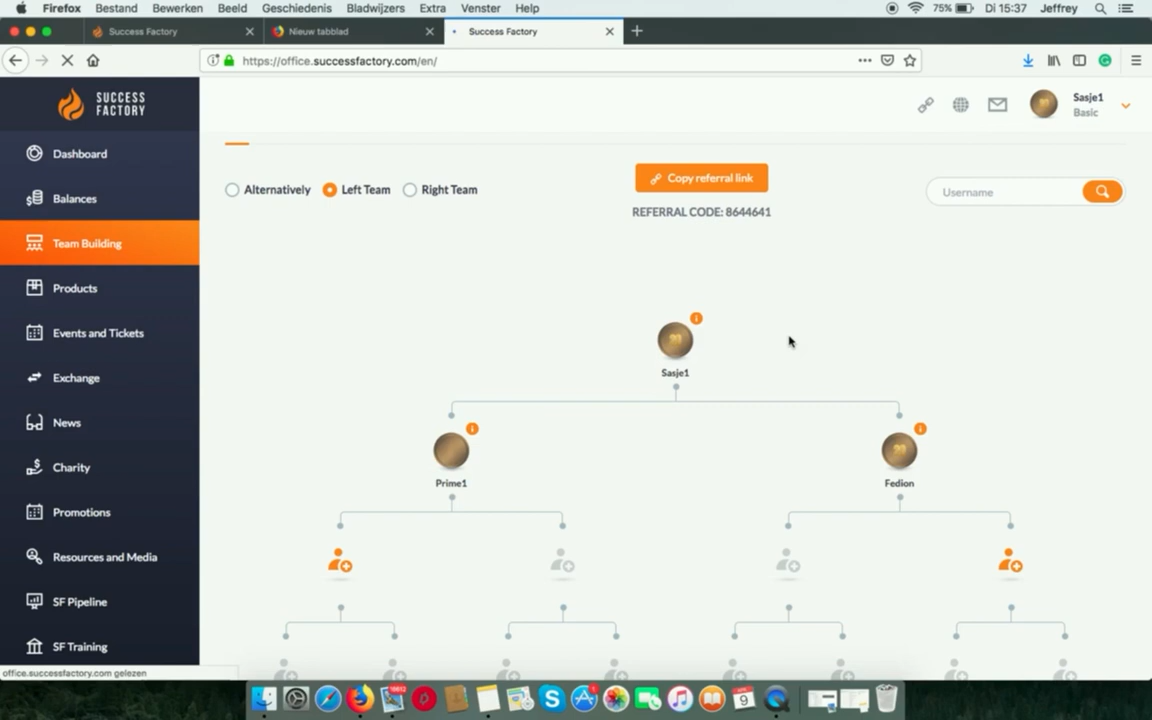 Firefox Bestand Bewerken Beeld Geschiedenis Bladwijzers Extra Venster Help 75% Di 15:37 Jeffrey
Success Factory Nieuw tabblad Success Factory
https://office.successfactory.com/en/
SUCCESS
FACTORY
Sasje1
Basic
Dashboard
Balances
Team Building
Products
Events and Tickets
Exchange
News
Charity
Promotions
Resources and Media
SF Pipeline
SF Training
Alternatively Left Team Right Team
Copy referral link
REFERRAL CODE: 8644641
Username
Sasje1
Prime1 Fedion
office.successfactory.com gelezen
9